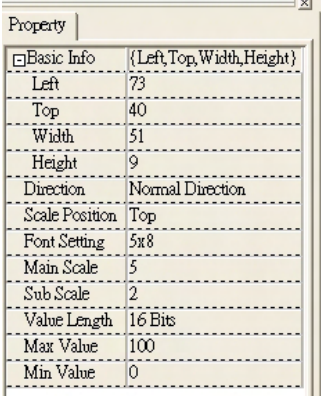 Property
Basic Info {Left,Top,Width,Height}
Left 73
Top 40
Width 51
Height 9
Direction Normal Direction
Scale Position Top
Font Setting 5x8
Main Scale 5
Sub Scale 2
Value Length 16 Bits
Max Value 100
Min Value 0